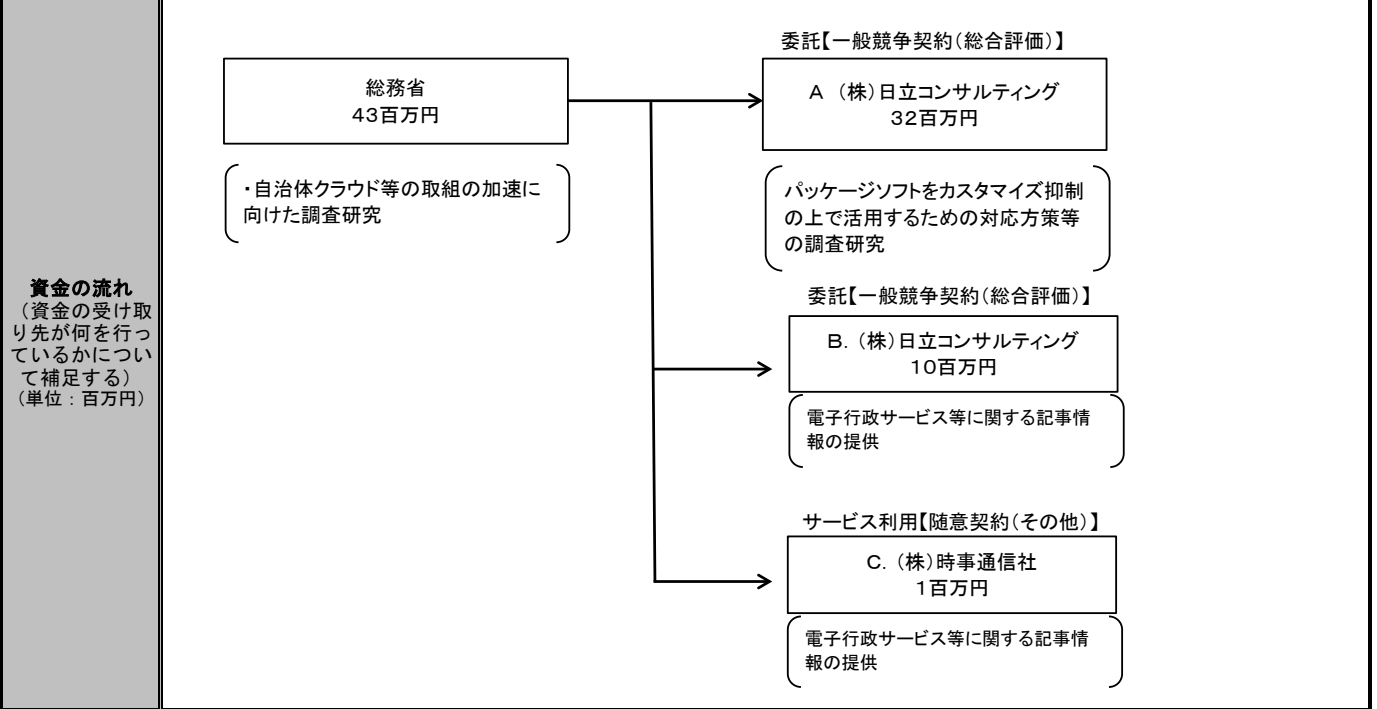 資金の流れ
（資金の受け取
り先が何を行っ
ているかについ
て補足する）
（単位：百万円）
総務省
４３百万円
・自治体クラウド等の取組の加速に
向けた調査研究
委託【一般競争契約（総合評価）】
A （株）日立コンサルティング
３２百万円
パッケージソフトをカスタマイズ抑制
の上で活用するための対応方策等
の調査研究
委託【一般競争契約（総合評価）】
B．（株）日立コンサルティング
１０百万円
電子行政サービス等に関する記事情
報の提供
サービス利用【随意契約（その他）】
C．（株）時事通信社
１百万円
電子行政サービス等に関する記事情
報の提供